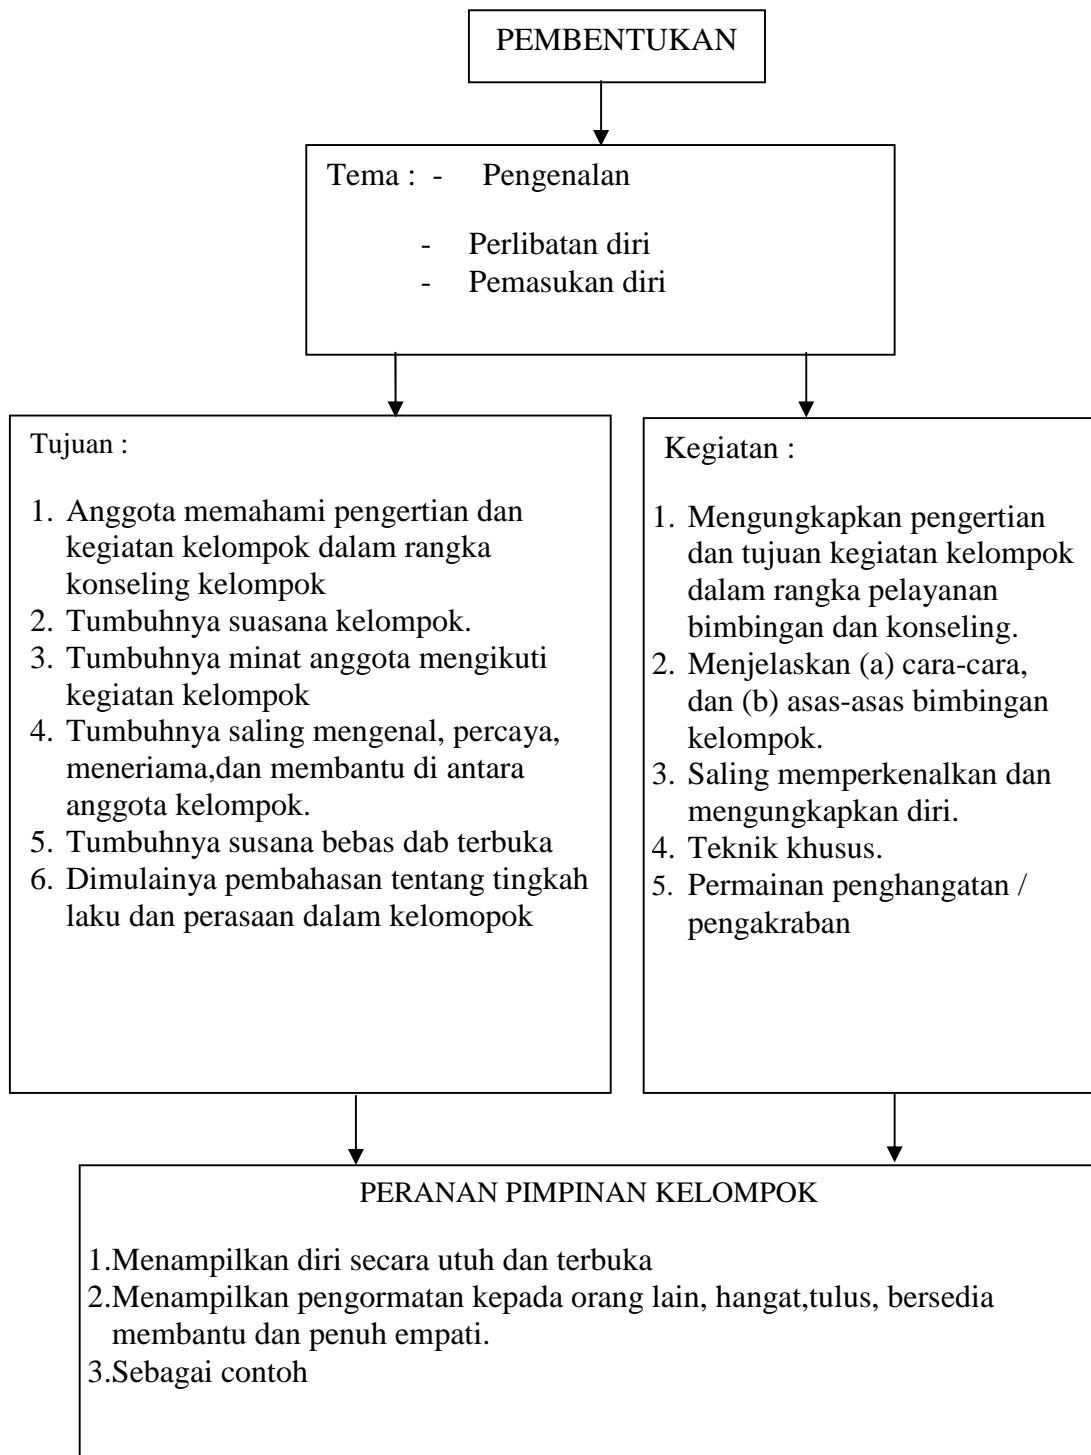 PEMBENTUKAN
Tema : - Pengenalan
- Perlibatan diri
- Pemasukan diri
Tujuan :
1. Anggota memahami pengertian dan
kegiatan kelompok dalam rangka
konseling kelompok
2. Tumbuhnya suasana kelompok.
3. Tumbuhnya minat anggota mengikuti
kegiatan kelompok
4. Tumbuhnya saling mengenal, percaya,
meneriama,dan membantu di antara
anggota kelompok.
5. Tumbuhnya susana bebas dab terbuka
6. Dimulainya pembahasan tentang tingkah
laku dan perasaan dalam kelomopok
Kegiatan :
1. Mengungkapkan pengertian
dan tujuan kegiatan kelompok
dalam rangka pelayanan
bimbingan dan konseling.
2. Menjelaskan (a) cara-cara,
dan (b) asas-asas bimbingan
kelompok.
3. Saling memperkenalkan dan
mengungkapkan diri.
4. Teknik khusus.
5. Permainan penghangatan /
pengakraban
PERANAN PIMPINAN KELOMPOK
1.Menampilkan diri secara utuh dan terbuka
2.Menampilkan pengormatan kepada orang lain, hangat,tulus, bersedia
membantu dan penuh empati.
3.Sebagai contoh